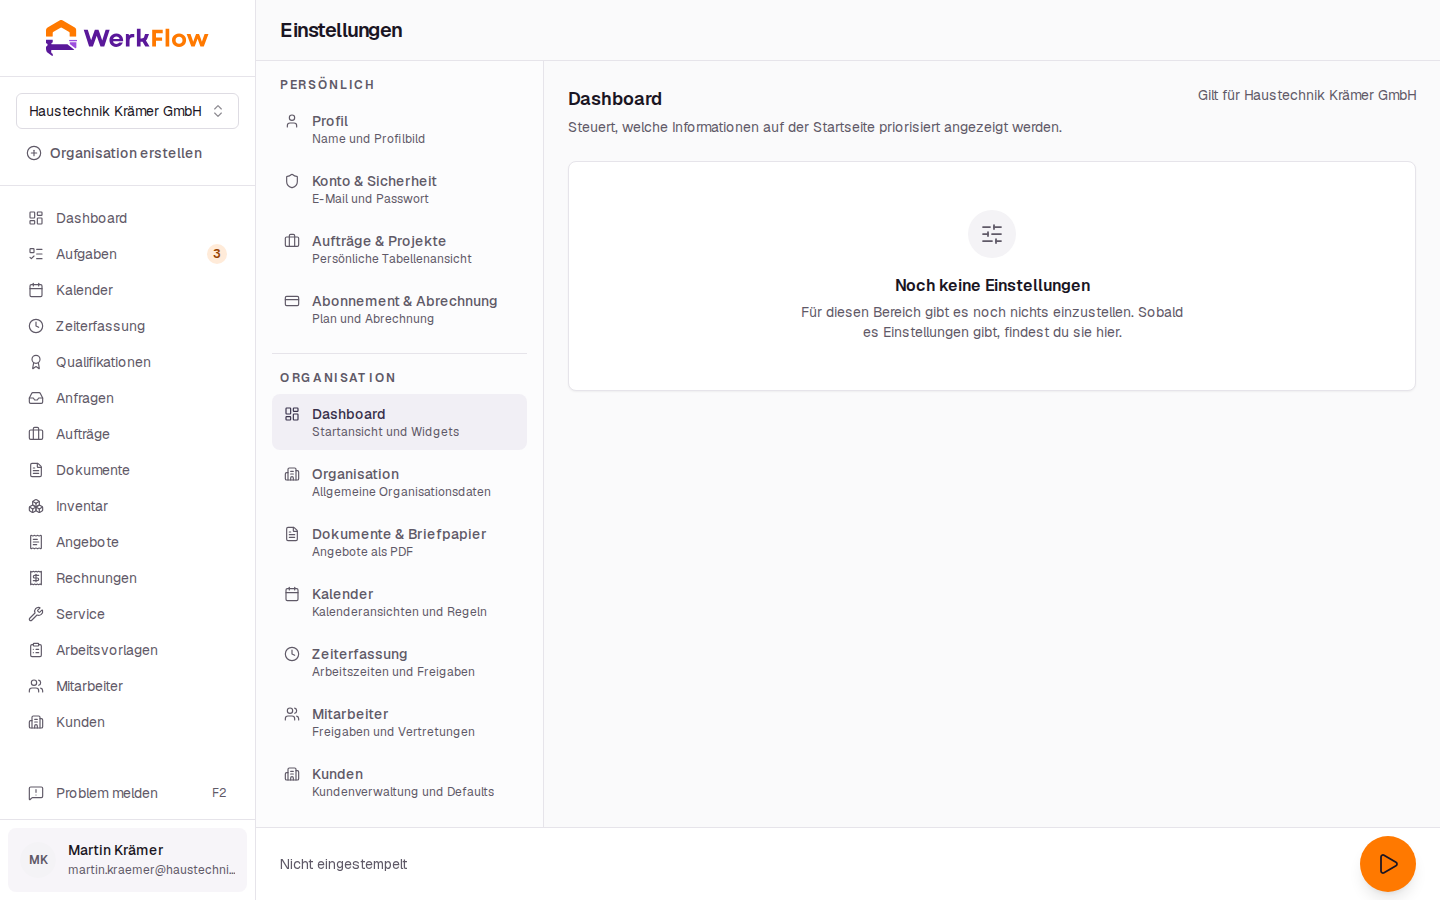 WerkFlow
Haustechnik Krämer GmbH
Organisation erstellen
Dashboard
Aufgaben
3
Kalender
Zeiterfassung
Qualifikationen
Anfragen
Aufträge
Dokumente
Inventar
Angebote
Rechnungen
Service
Arbeitsvorlagen
Mitarbeiter
Kunden
Problem melden
F2
MK
Martin Krämer
martin.kraemer@haustechni...
Einstellungen
PERSÖNLICH
Profil
Name und Profilbild
Konto & Sicherheit
E-Mail und Passwort
Aufträge & Projekte
Persönliche Tabellenansicht
Abonnement & Abrechnung
Plan und Abrechnung
ORGANISATION
Dashboard
Startansicht und Widgets
Organisation
Allgemeine Organisationsdaten
Dokumente & Briefpapier
Angebote als PDF
Kalender
Kalenderansichten und Regeln
Zeiterfassung
Arbeitszeiten und Freigaben
Mitarbeiter
Freigaben und Vertretungen
Kunden
Kundenverwaltung und Defaults
Dashboard
Gilt für Haustechnik Krämer GmbH
Steuert, welche Informationen auf der Startseite priorisiert angezeigt werden.
Noch keine Einstellungen
Für diesen Bereich gibt es noch nichts einzustellen. Sobald
es Einstellungen gibt, findest du sie hier.
Nicht eingestempelt